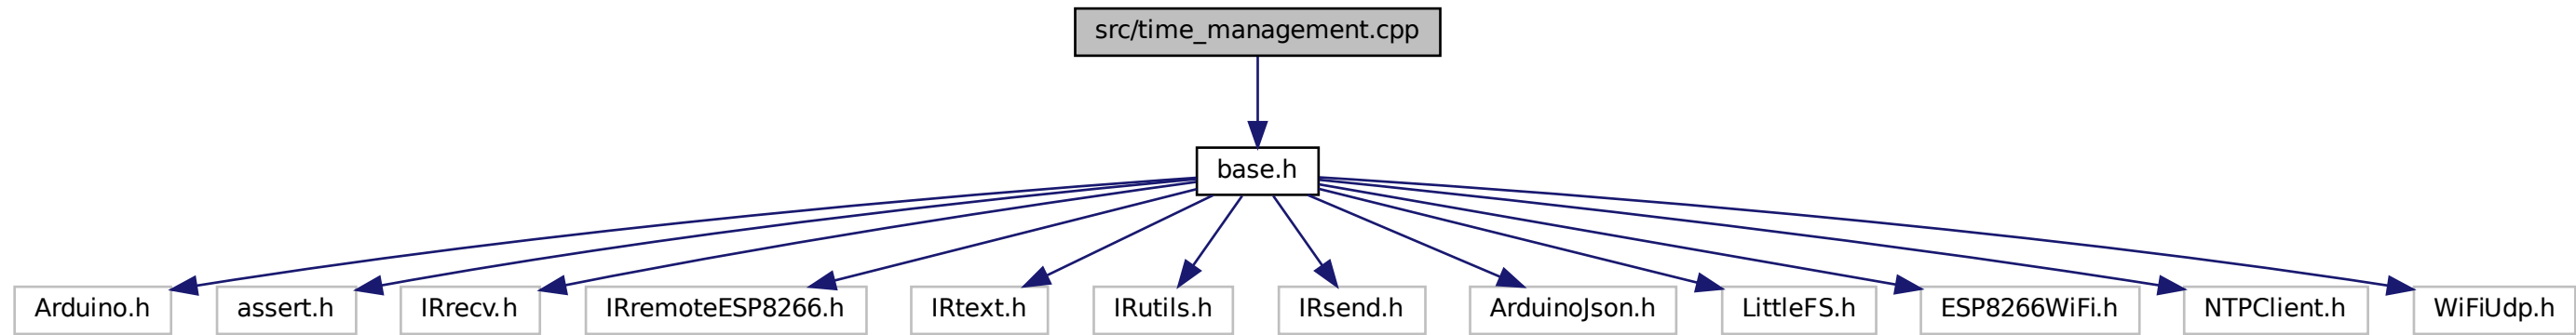 src/time_management.cpp
base.h
Arduino.h
assert.h
IRrecv.h
IRremoteESP8266.h
IRtext.h
IRutils.h
IRsend.h
ArduinoJson.h
LittleFS.h
ESP8266WiFi.h
NTPClient.h
WiFiUdp.h